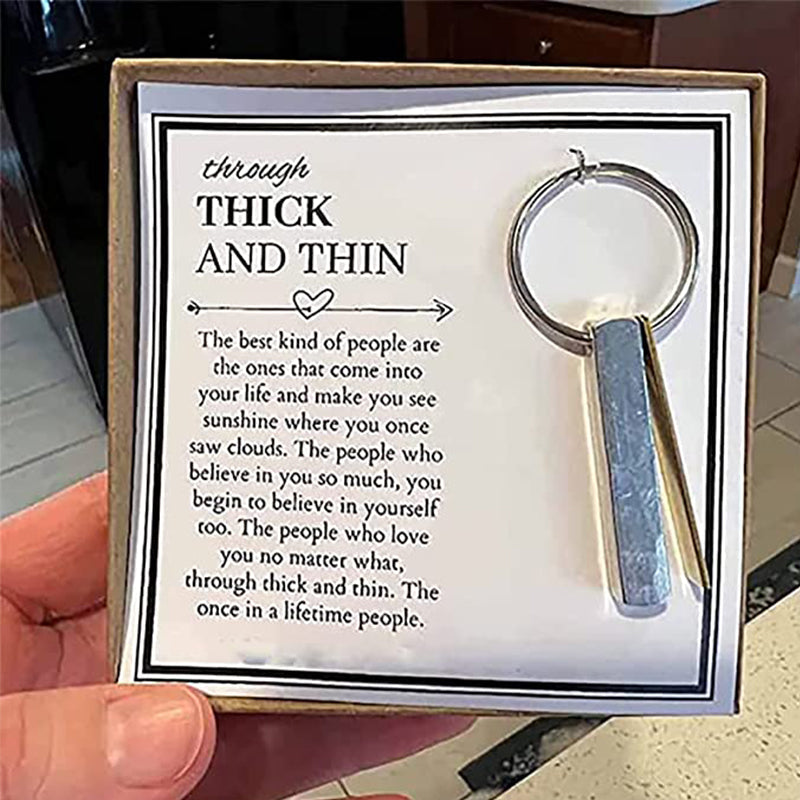 through
THICK
AND THIN
The best kind of people are
the ones that come into
your life and make you see
sunshine where you once
saw clouds. The people who
believe in you so much, you
begin to believe in yourself
too. The people who love
you no matter what,
through thick and thin. The
once in a lifetime people.